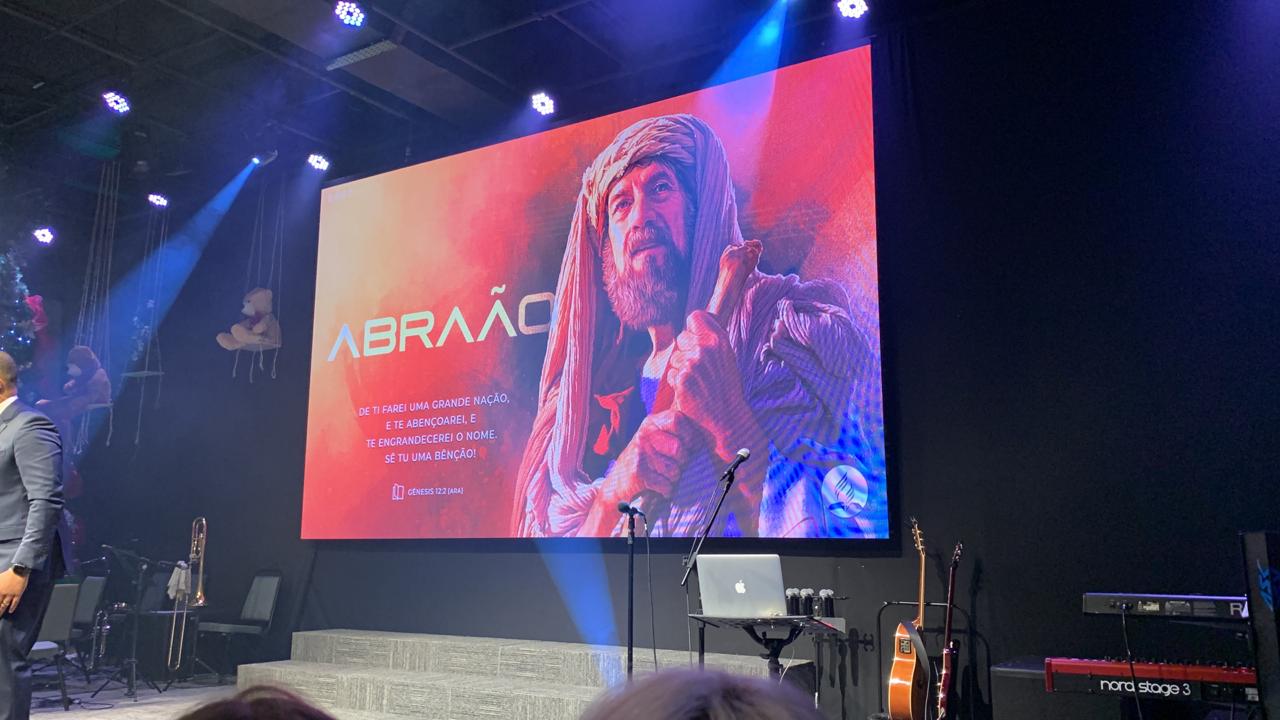 ABRAÃO
DE TI FAREI UMA GRANDE NAÇÃO,
E TE ABENÇOAREI, E
TE ENGRANDECEREI O NOME.
SÊ TU UMA BÊNÇÃO!
GÊNESIS 12:2 (ARA)
nord stage 3